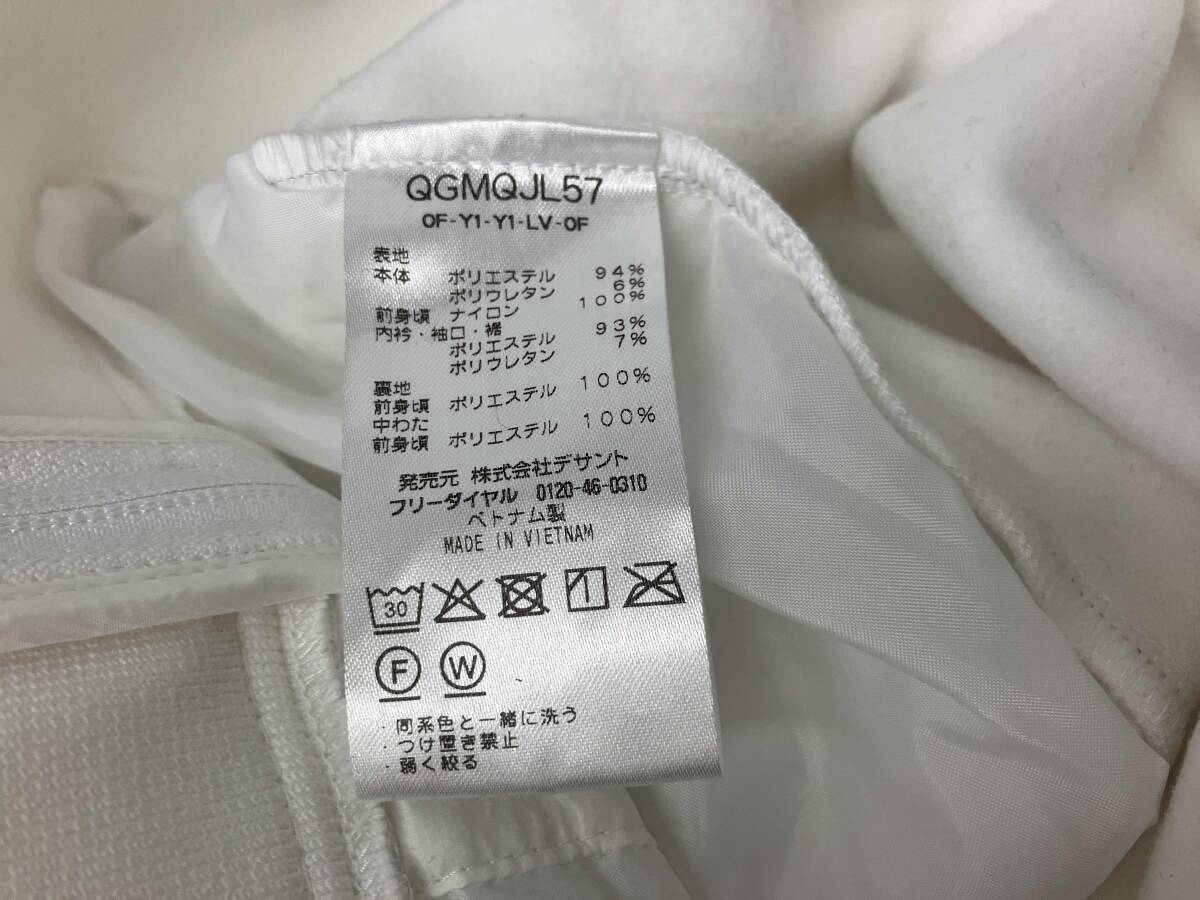 QGMQJL57
OF-Y1-Y1-LV-OF
表地
本体 ポリエステル 94%
ポリウレタン 6%
前身頃 ナイロン 100%
内衿・袖口・裾
ポリエステル 93%
ポリウレタン 7%
裏地
前身頃 ポリエステル 100%
中わた
前身頃 ポリエステル 100%
発売元 株式会社デサント
フリーダイヤル 0120-46-0310
ベトナム製
MADE IN VIETNAM
30
F W
・同系色と一緒に洗う
・つけ置き禁止
・弱く絞る